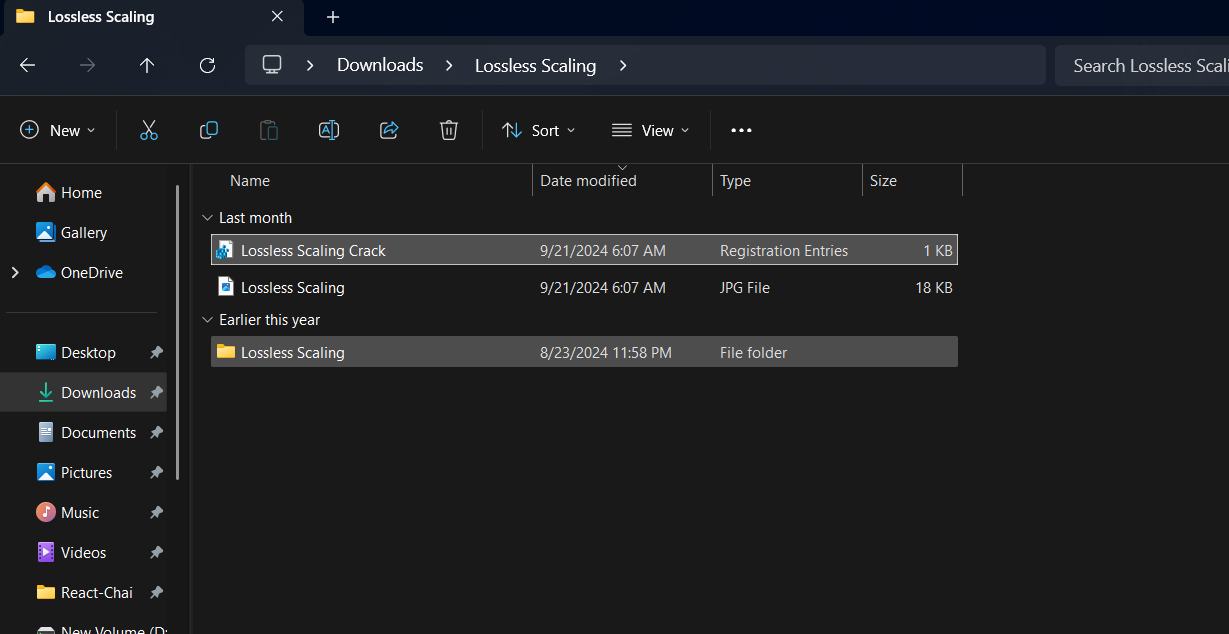 Lossless Scaling
Downloads Lossless Scaling Search Lossless Scali
New Sort View
Name Date modified Type Size
Home
Gallery
OneDrive
Desktop
Downloads
Documents
Pictures
Music
Videos
React-Chai
New Volume (D:
Last month
Lossless Scaling Crack 9/21/2024 6:07 AM Registration Entries 1 KB
Lossless Scaling 9/21/2024 6:07 AM JPG File 18 KB
Earlier this year
Lossless Scaling 8/23/2024 11:58 PM File folder